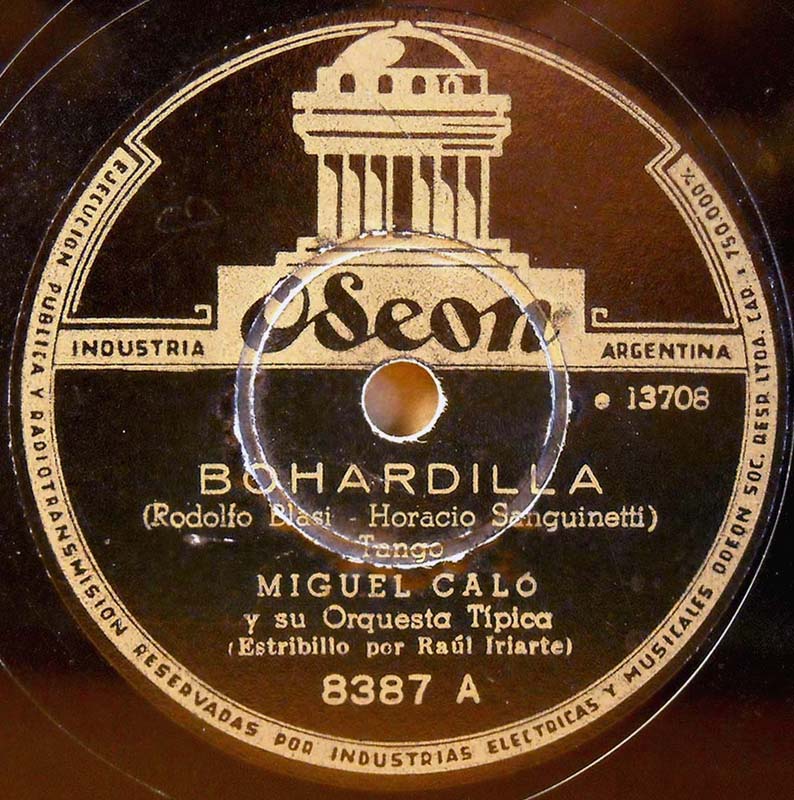 Odeon
INDUSTRIA ARGENTINA
e 13708
BOHARDILLA
(Rodolfo Blasi - Horacio Sanguinetti)
Tango
MIGUEL CALÓ
y su Orquesta Típica
(Estribillo por Raúl Iriarte)
8387 A
EJECUCION PUBLICA Y RADIOTRANSMISION RESERVADAS POR INDUSTRIAS ELECTRICAS Y MUSICALES ODEON SOC. RESP. LTDA. CAP. $ 750.000 %